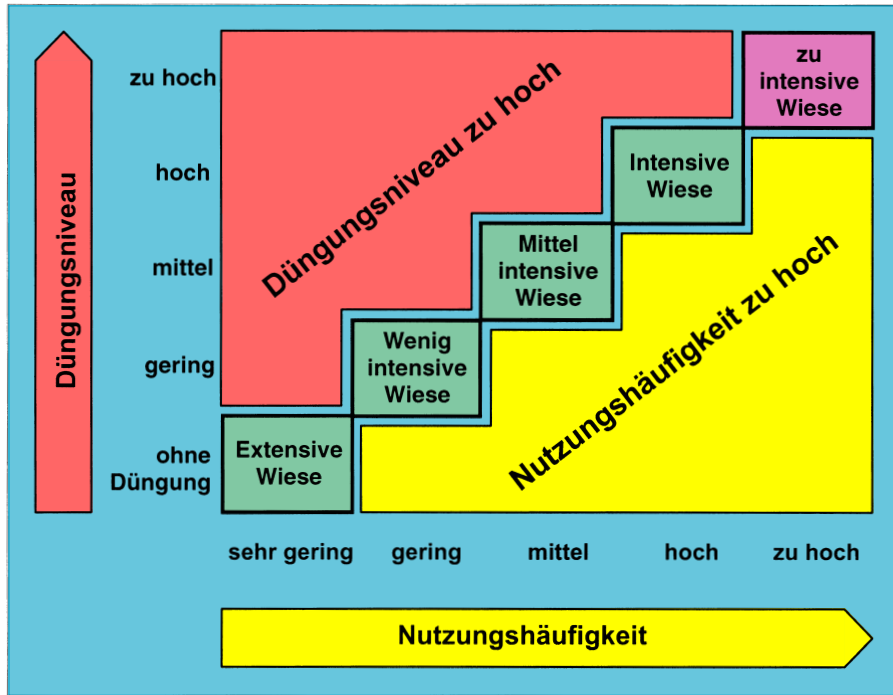 Düngungsniveau
zu hoch
hoch
mittel
gering
ohne
Düngung
Düngungsniveau zu hoch
zu
intensive
Wiese
Intensive
Wiese
Mittel
intensive
Wiese
Wenig
intensive
Wiese
Extensive
Wiese
Nutzungshäufigkeit zu hoch
sehr gering
gering
mittel
hoch
zu hoch
Nutzungshäufigkeit